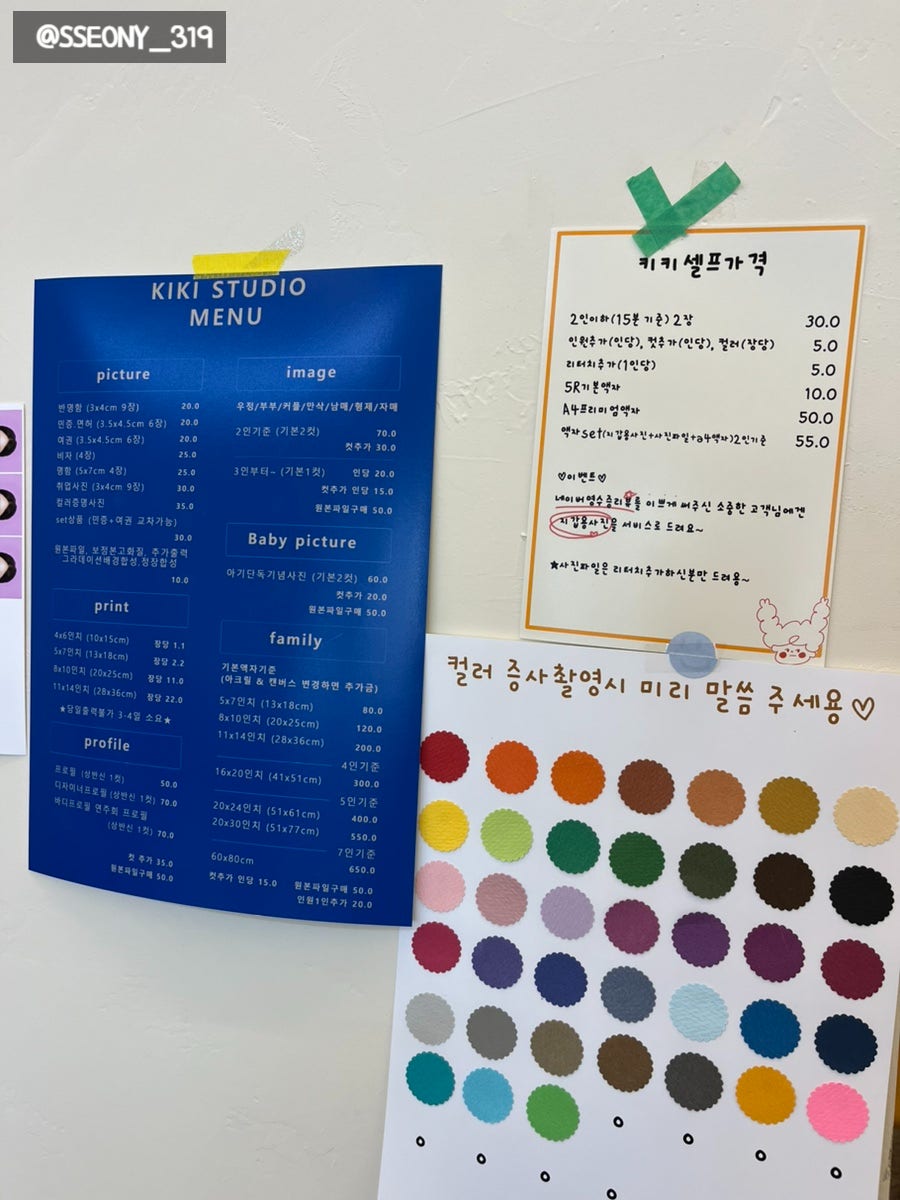 @SSEONY_319
KIKI STUDIO
MENU
picture
반명함 (3x4cm 9장) 20.0
민증.면허 (3.5x4.5cm 6장) 20.0
여권 (3.5x4.5cm 6장) 20.0
비자 (4장) 25.0
명함 (5x7cm 4장) 25.0
취업사진 (3x4cm 9장) 30.0
컬러증명사진 35.0
set상품 (민증+여권 교차가능)
30.0
원본파일, 보정본고화질, 추가출력
그라데이션배경합성,정장합성
10.0
print
4x6인치 (10x15cm) 장당 1.1
5x7인치 (13x18cm) 장당 2.2
8x10인치 (20x25cm) 장당 11.0
11x14인치 (28x36cm) 장당 22.0
★당일출력불가 3-4일 소요★
profile
프로필 (상반신 1컷) 50.0
디자이너프로필 (상반신 1컷) 70.0
바디프로필 연주회 프로필
(상반신 1컷) 70.0
컷 추가 35.0
원본파일구매 50.0
image
우정/부부/커플/만삭/남매/형제/자매
2인기준 (기본2컷) 70.0
컷추가 30.0
3인부터~ (기본1컷) 인당 20.0
컷추가 인당 15.0
원본파일구매 50.0
Baby picture
아기단독기념사진 (기본2컷) 60.0
컷추가 20.0
원본파일구매 50.0
family
기본액자기준
(아크릴 & 캔버스 변경하면 추가금)
5x7인치 (13x18cm) 80.0
8x10인치 (20x25cm) 120.0
11x14인치 (28x36cm) 200.0
4인기준
16x20인치 (41x51cm) 300.0
5인기준
20x24인치 (51x61cm) 400.0
20x30인치 (51x77cm) 550.0
7인기준
60x80cm 650.0
컷추가 인당 15.0 원본파일구매 50.0
인원1인추가 20.0
키키셀프가격
2인이하(15분 기준) 2장 30.0
인원추가(인당), 컷추가(인당), 컬러(장당) 5.0
리터치추가(1인당) 5.0
5R기본액자 10.0
A4프리미엄액자 50.0
액자set(지갑용사진+사진파일+a4액자)2인기준 55.0
♡이벤트♡
네이버영수증리뷰를 이쁘게 써주신 소중한 고객님에겐
지갑용사진을 서비스로 드려요~
★사진파일은 리터치추가하신분만 드려용~
컬러 증사촬영시 미리 말씀 주세용♡